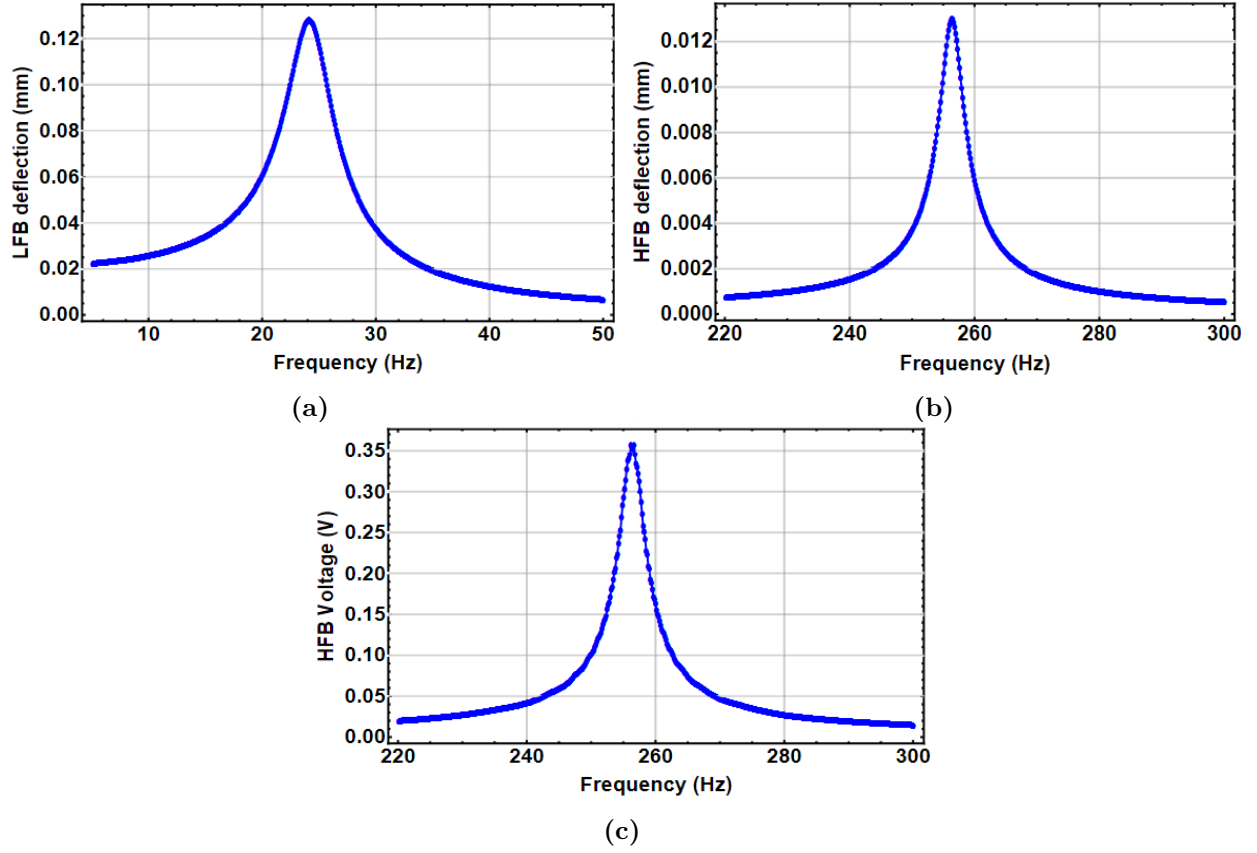 LFB deflection (mm)
0.12
0.10
0.08
0.06
0.04
0.02
0.00
10 20 30 40 50
Frequency (Hz)
(a)
HFB deflection (mm)
0.012
0.010
0.008
0.006
0.004
0.002
0.000
220 240 260 280 300
Frequency (Hz)
(b)
HFB Voltage (V)
0.35
0.30
0.25
0.20
0.15
0.10
0.05
0.00
220 240 260 280 300
Frequency (Hz)
(c)